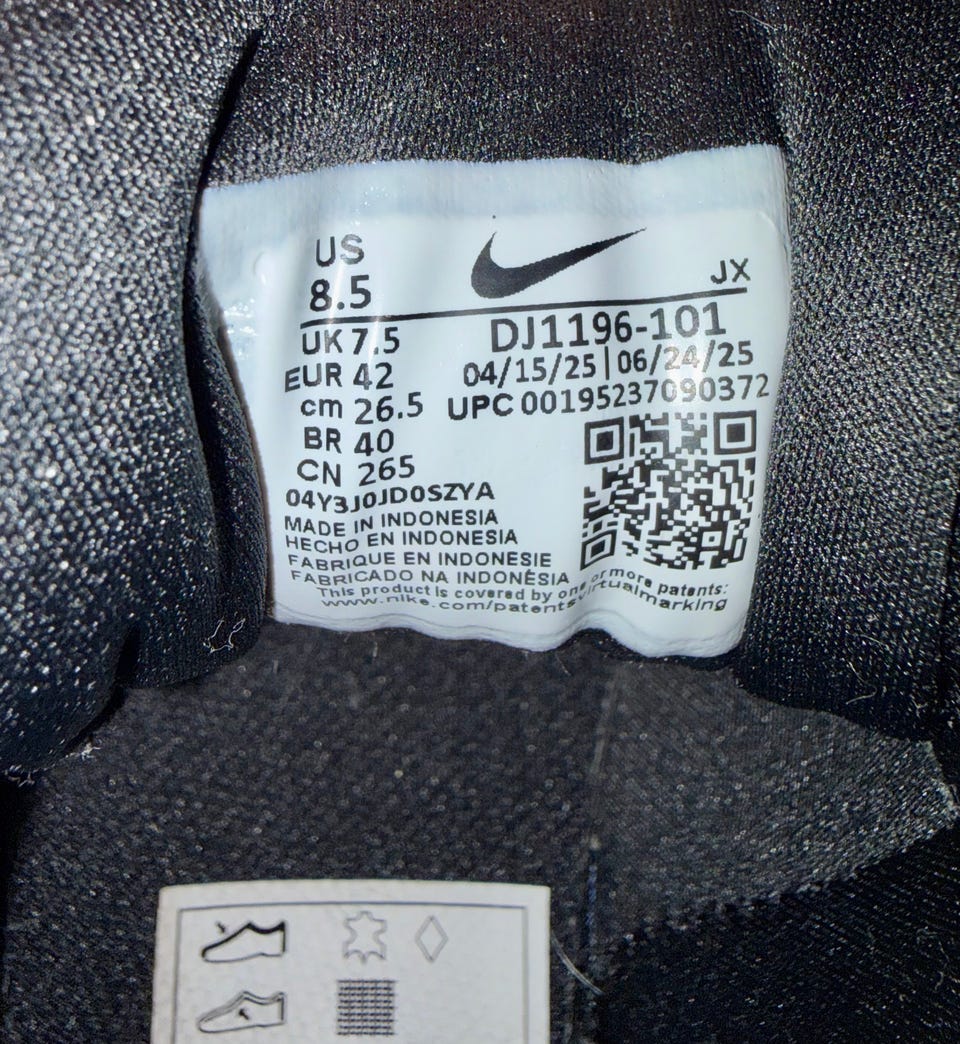 US
8.5
JX
UK 7.5
DJ1196-101
EUR 42
04/15/25|06/24/25
cm 26.5
UPC 00195237090372
BR 40
CN 265
04Y3J0JD0SZYA
MADE IN INDONESIA
HECHO EN INDONESIA
FABRIQUE EN INDONESIE
FABRICADO NA INDONÉSIA
This product is covered by one or more patents:
www.nike.com/patentsvirtualmarking